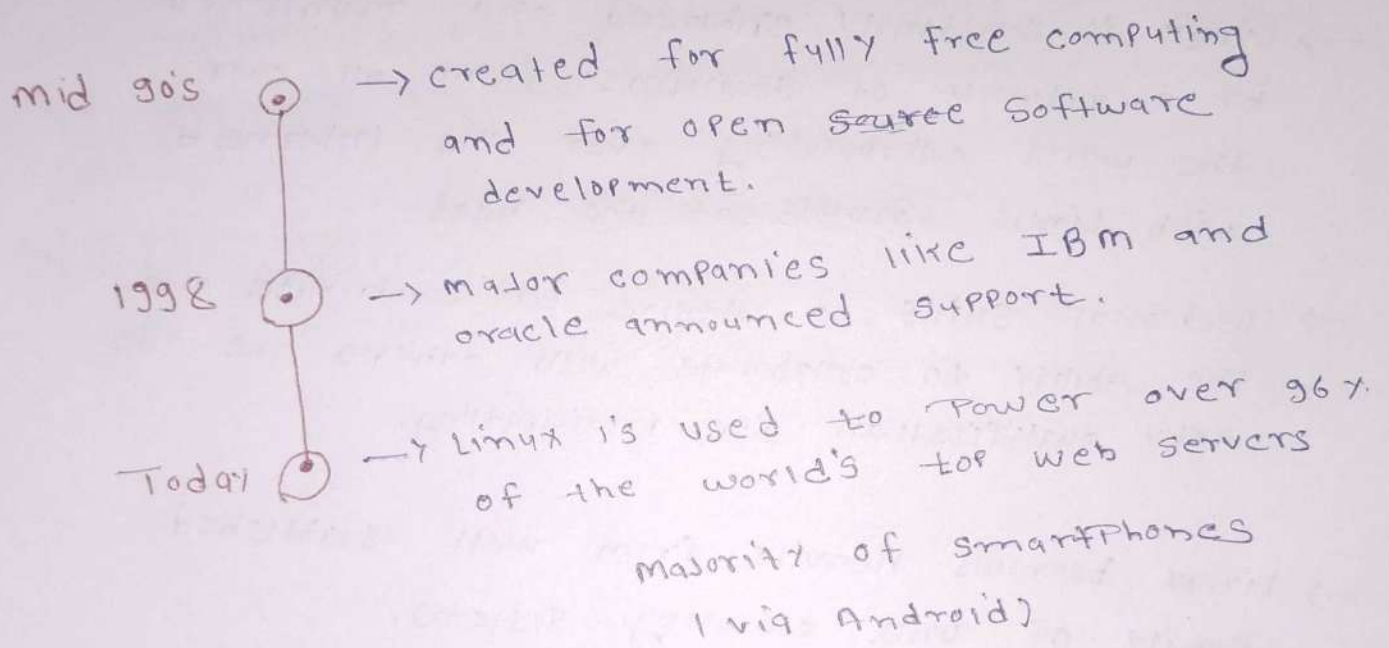 mid 90's → created for fully free computing
and for open source software
development.
1998 → major companies like IBM and
oracle announced support.
Today → Linux is used to Power over 96 %
of the world's top web servers
majority of smartphones
(via Android)